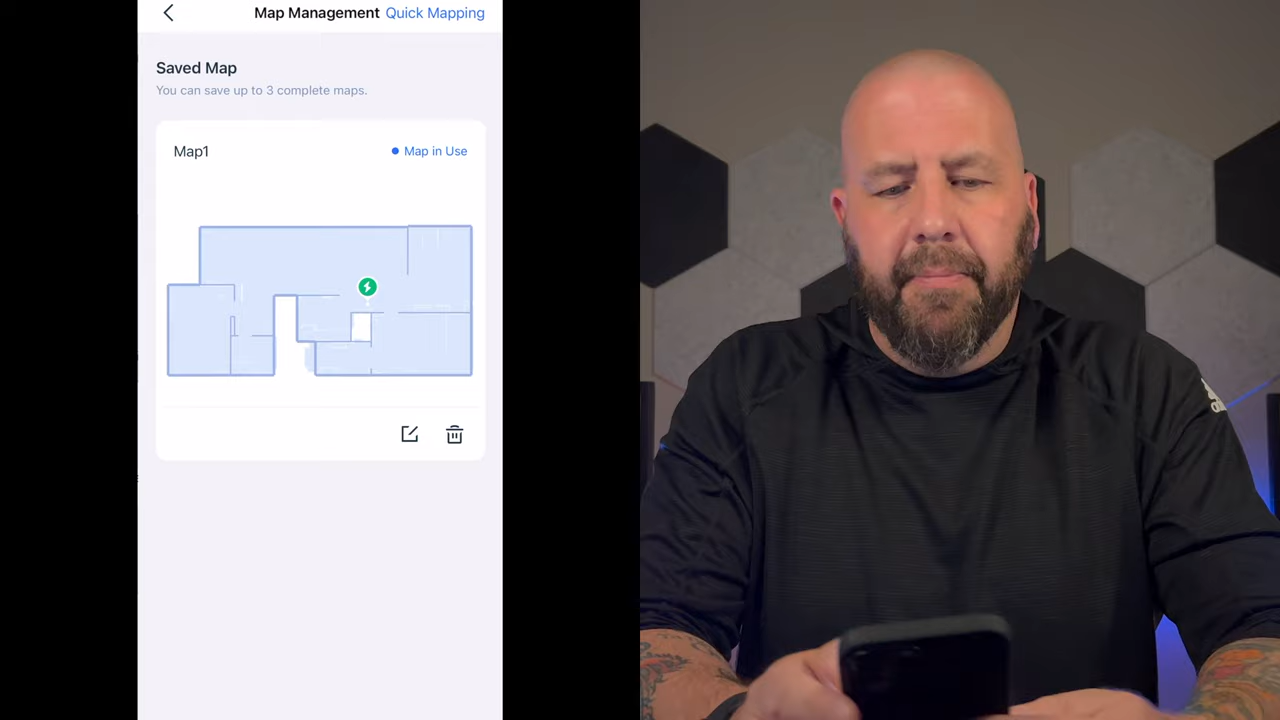 Map Management Quick Mapping
Saved Map
You can save up to 3 complete maps.
Map1
Map in Use